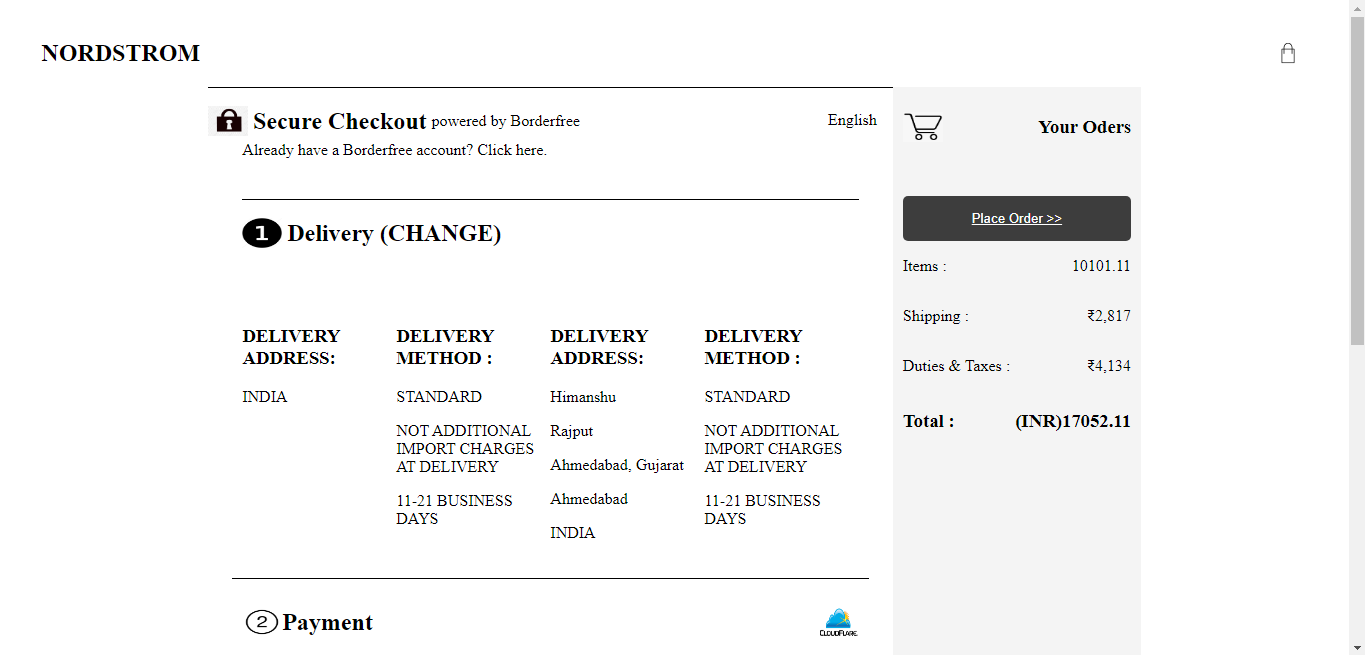 NORDSTROM
Secure Checkout powered by Borderfree
English
Already have a Borderfree account? Click here.
1 Delivery (CHANGE)
DELIVERY
ADDRESS:
INDIA
DELIVERY
METHOD :
STANDARD
NOT ADDITIONAL
IMPORT CHARGES
AT DELIVERY
11-21 BUSINESS
DAYS
DELIVERY
ADDRESS:
Himanshu
Rajput
Ahmedabad, Gujarat
Ahmedabad
INDIA
DELIVERY
METHOD :
STANDARD
NOT ADDITIONAL
IMPORT CHARGES
AT DELIVERY
11-21 BUSINESS
DAYS
2 Payment
CLOUDFLARE
Your Oders
Place Order >>
Items : 10101.11
Shipping : ₹2,817
Duties & Taxes : ₹4,134
Total : (INR)17052.11